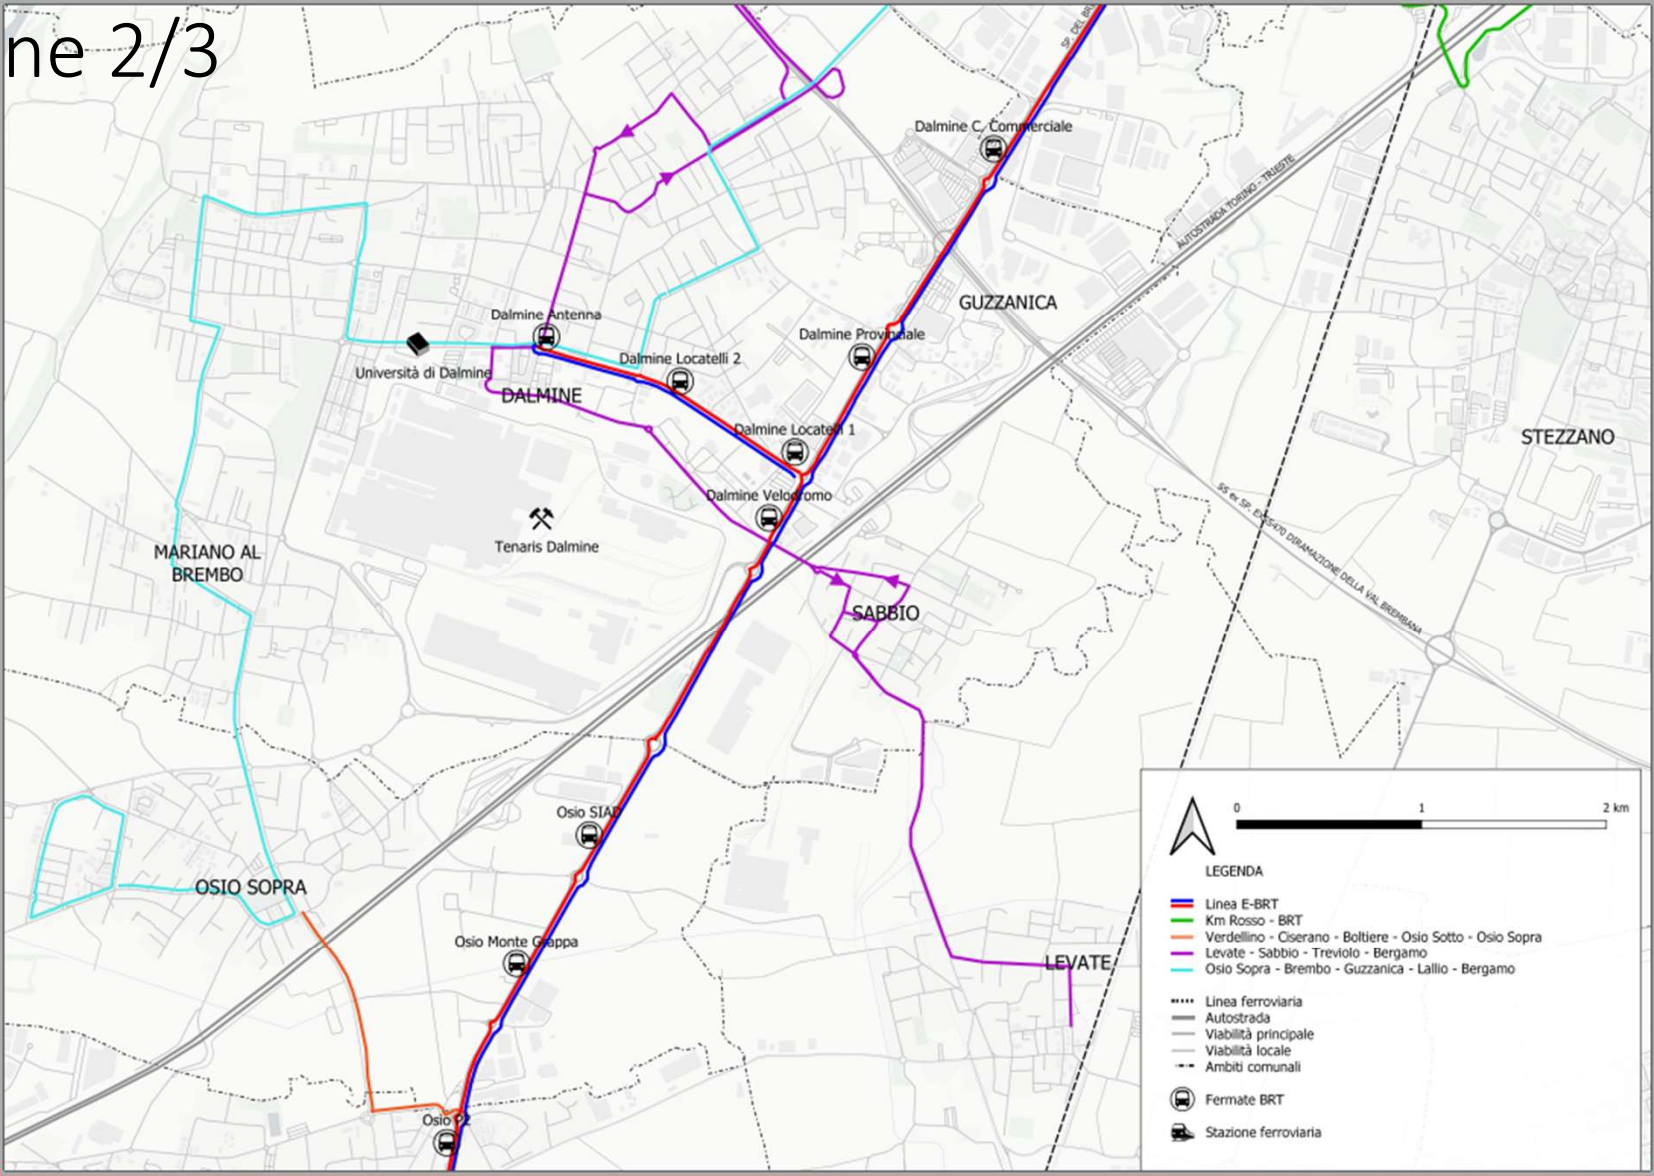 ne 2/3
SP. DEL BR
Dalmine C. Commerciale
AUTOSTRADA TORINO - TRIESTE
GUZZANICA
Dalmine Antenna
Dalmine Provinciale
Dalmine Locatelli 2
Università di Dalmine
DALMINE
Dalmine Locatelli 1
STEZZANO
Dalmine Velodromo
SS ex SP. EX SS470 DIRAMAZIONE DELLA VAL BREMBANA
Tenaris Dalmine
MARIANO AL
BREMBO
SABBIO
Osio SIAD
OSIO SOPRA
Osio Monte Grappa
LEVATE
0 1 2 km
LEGENDA
Linea E-BRT
Km Rosso - BRT
Verdellino - Ciserano - Boltiere - Osio Sotto - Osio Sopra
Levate - Sabbio - Treviolo - Bergamo
Osio Sopra - Brembo - Guzzanica - Lallio - Bergamo
Linea ferroviaria
Autostrada
Viabilità principale
Viabilità locale
Ambiti comunali
Fermate BRT
Stazione ferroviaria
Osio